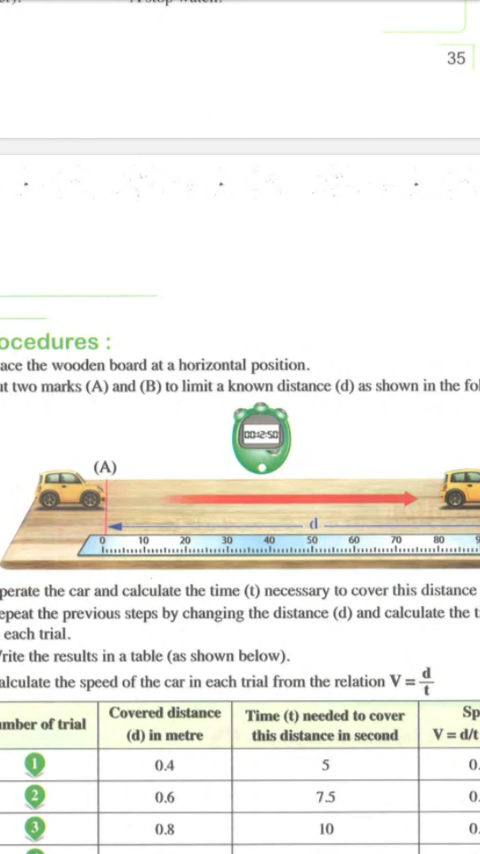 35
ocedures :
ace the wooden board at a horizontal position.
ut two marks (A) and (B) to limit a known distance (d) as shown in the fol
00:12:50
(A)
d
0 10 20 30 40 50 60 70 80 9
perate the car and calculate the time (t) necessary to cover this distance
epeat the previous steps by changing the distance (d) and calculate the t
each trial.
rite the results in a table (as shown below).
alculate the speed of the car in each trial from the relation V = d/t
umber of trial | Covered distance (d) in metre | Time (t) needed to cover this distance in second | Sp V = d/t
1 0.4 5 0.
2 0.6 7.5 0.
3 0.8 10 0.